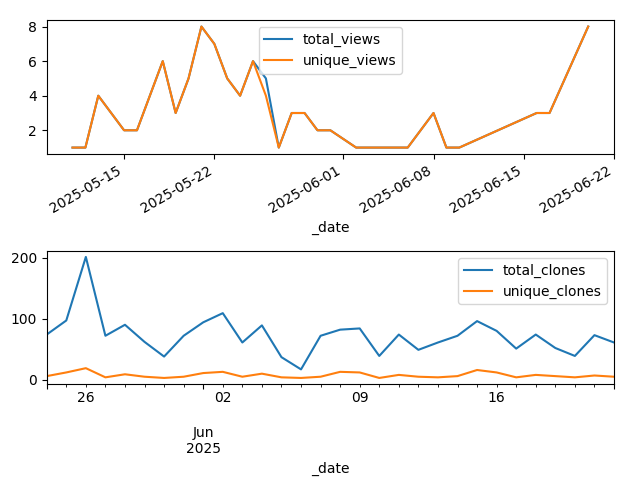 8
6
4
2
total_views
unique_views
2025-05-15
2025-05-22
2025-06-01
2025-06-08
2025-06-15
2025-06-22
_date
200
100
0
total_clones
unique_clones
26
02
09
16
Jun
2025
_date